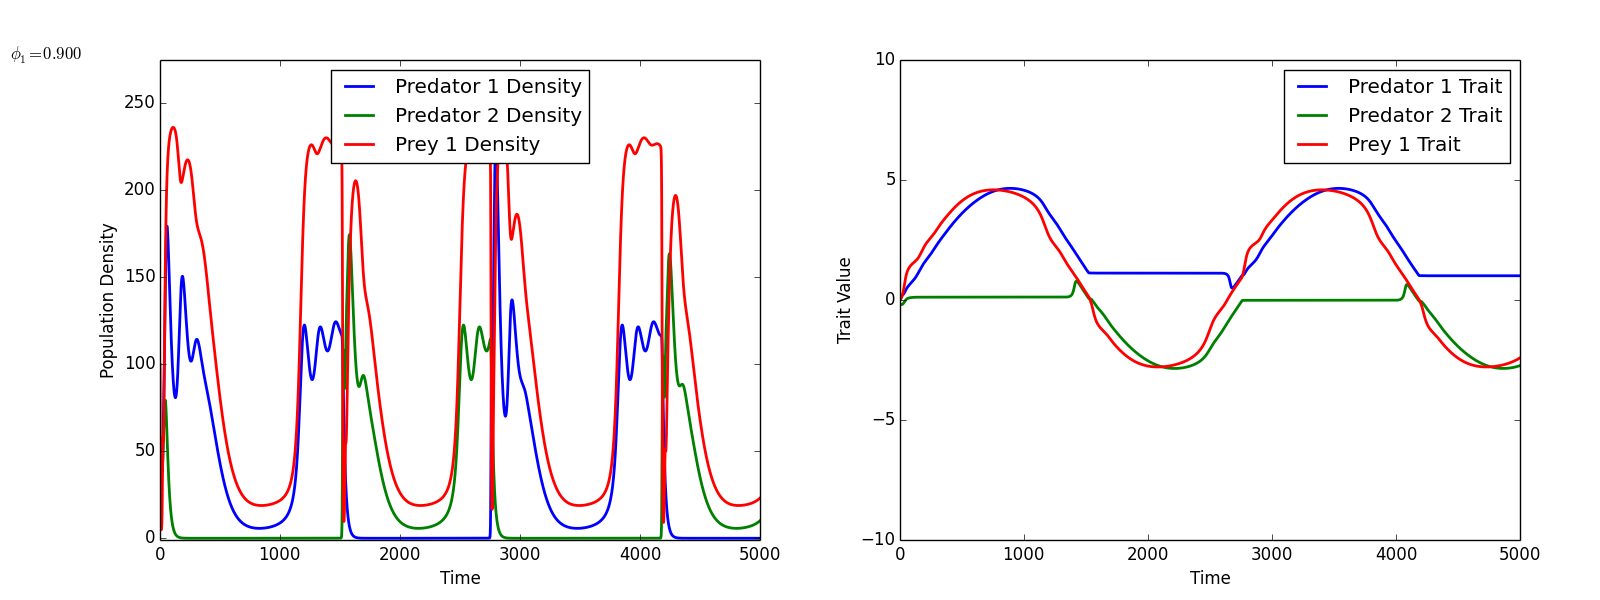 ϕ₁=0.900
Predator 1 Density
Predator 2 Density
Prey 1 Density
250
200
150
100
50
0
0 1000 2000 3000 4000 5000
Population Density
Time
Predator 1 Trait
Predator 2 Trait
Prey 1 Trait
10
5
0
−5
−10
0 1000 2000 3000 4000 5000
Trait Value
Time